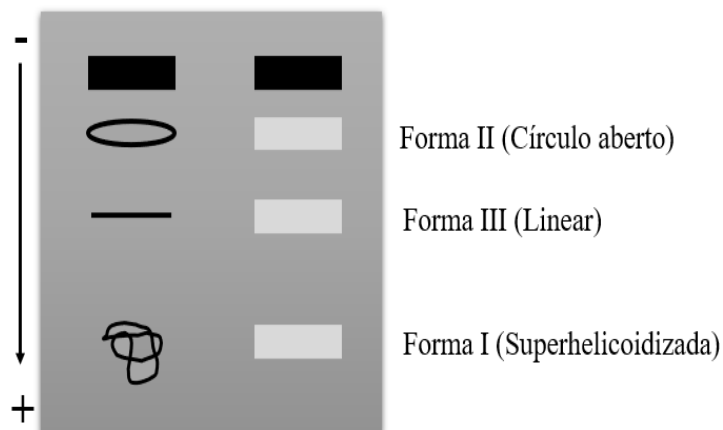 -
Forma II (Círculo aberto)
Forma III (Linear)
Forma I (Superhelicoidizada)
+